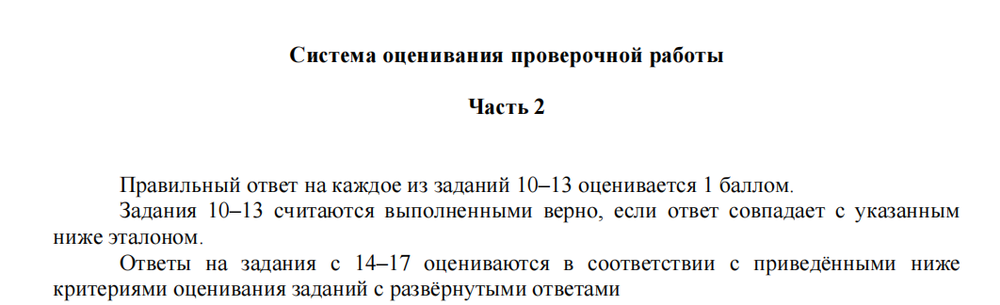 Система оценивания проверочной работы
Часть 2
Правильный ответ на каждое из заданий 10–13 оценивается 1 баллом.
Задания 10–13 считаются выполненными верно, если ответ совпадает с указанным
ниже эталоном.
Ответы на задания с 14–17 оцениваются в соответствии с приведёнными ниже
критериями оценивания заданий с развёрнутыми ответами